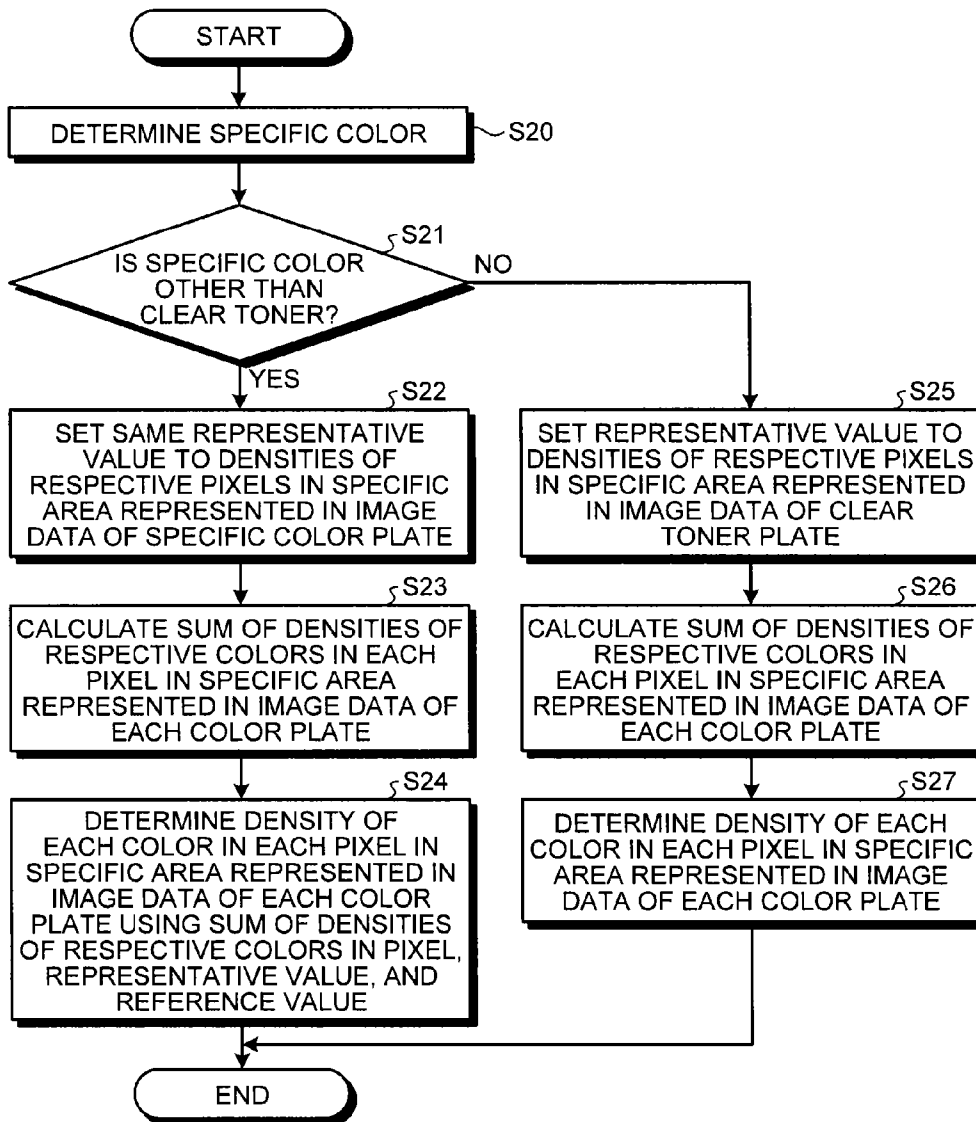 START
DETERMINE SPECIFIC COLOR
S20
S21
IS SPECIFIC COLOR
OTHER THAN
CLEAR TONER?
NO
YES
S22
SET SAME REPRESENTATIVE
VALUE TO DENSITIES OF
RESPECTIVE PIXELS IN SPECIFIC
AREA REPRESENTED IN IMAGE
DATA OF SPECIFIC COLOR PLATE
S23
CALCULATE SUM OF DENSITIES OF
RESPECTIVE COLORS IN EACH
PIXEL IN SPECIFIC AREA
REPRESENTED IN IMAGE DATA OF
EACH COLOR PLATE
S24
DETERMINE DENSITY OF
EACH COLOR IN EACH PIXEL IN
SPECIFIC AREA REPRESENTED IN
IMAGE DATA OF EACH COLOR
PLATE USING SUM OF DENSITIES
OF RESPECTIVE COLORS IN PIXEL,
REPRESENTATIVE VALUE, AND
REFERENCE VALUE
S25
SET REPRESENTATIVE VALUE TO
DENSITIES OF RESPECTIVE PIXELS
IN SPECIFIC AREA REPRESENTED
IN IMAGE DATA OF CLEAR
TONER PLATE
S26
CALCULATE SUM OF DENSITIES OF
RESPECTIVE COLORS IN
EACH PIXEL IN SPECIFIC AREA
REPRESENTED IN IMAGE DATA OF
EACH COLOR PLATE
S27
DETERMINE DENSITY OF EACH
COLOR IN EACH PIXEL IN SPECIFIC
AREA REPRESENTED IN IMAGE
DATA OF EACH COLOR PLATE
END